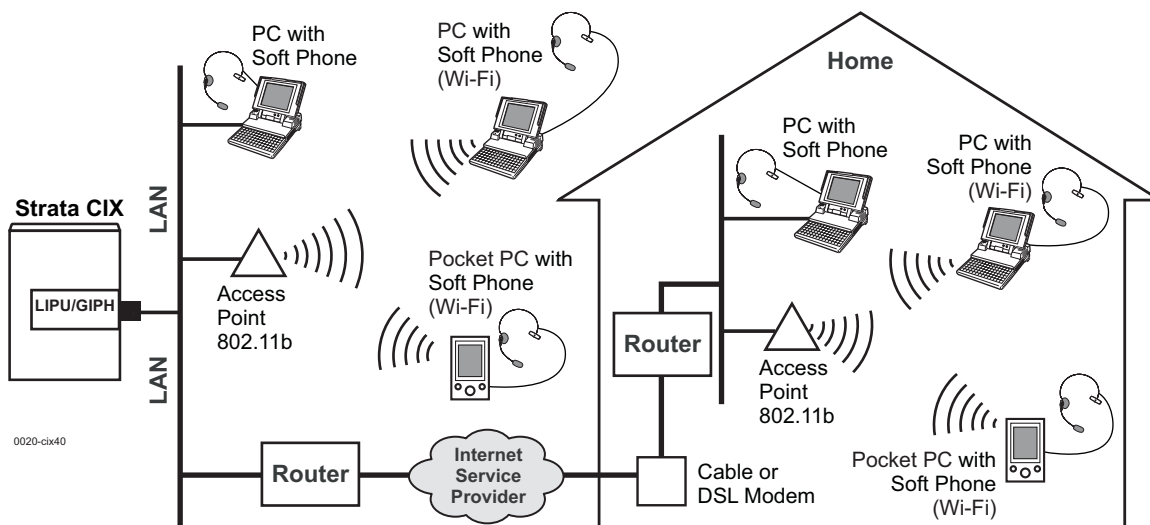 PC with
Soft Phone
PC with
Soft Phone
(Wi-Fi)
Home
PC with
Soft Phone
PC with
Soft Phone
(Wi-Fi)
Strata CIX
LAN
LIPU/GIPH
LAN
Access
Point
802.11b
Pocket PC with
Soft Phone
(Wi-Fi)
Router
Access
Point
802.11b
0020-cix40
Router
Internet
Service
Provider
Cable or
DSL Modem
Pocket PC with
Soft Phone
(Wi-Fi)